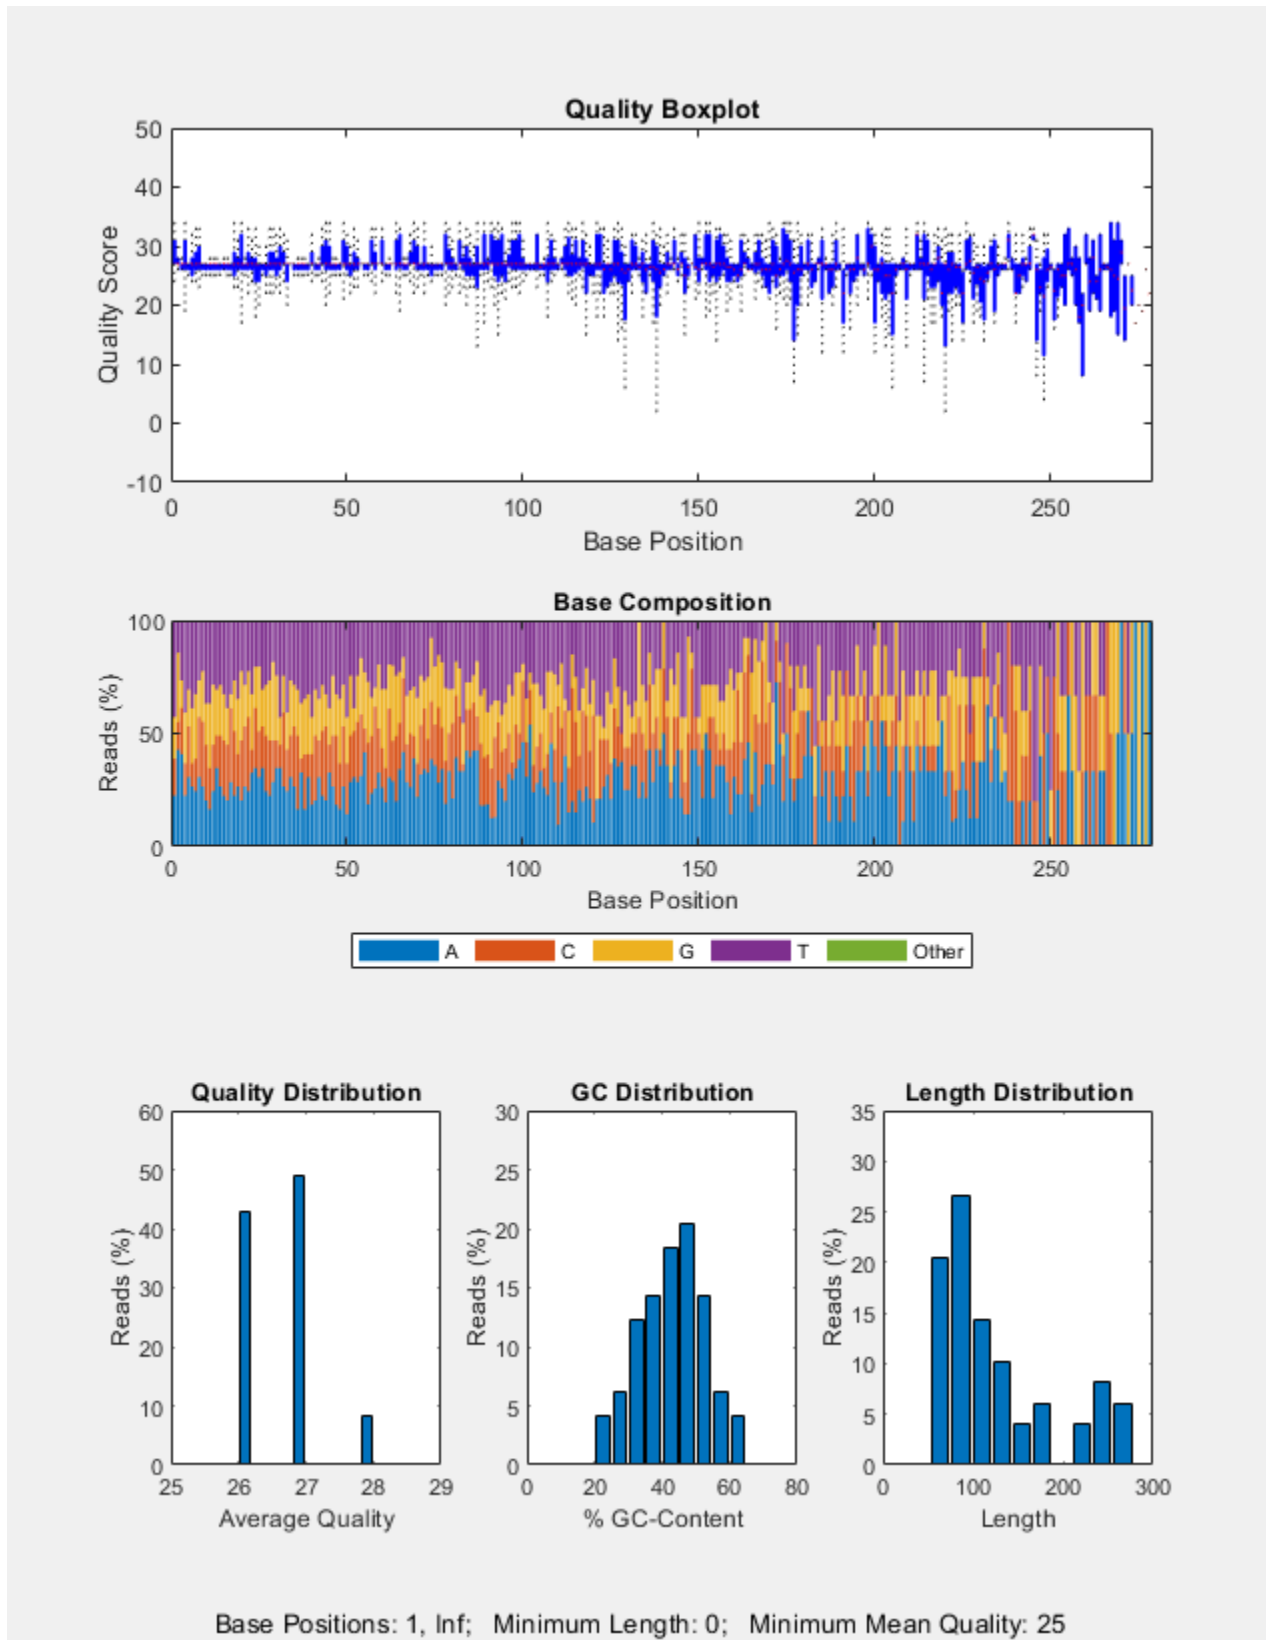 Quality Boxplot
50
40
30
20
10
0
-10
Quality Score
0 50 100 150 200 250
Base Position
Base Composition
100
50
0
Reads (%)
0 50 100 150 200 250
Base Position
A C G T Other
Quality Distribution
60
50
40
30
20
10
0
Reads (%)
25 26 27 28 29
Average Quality
GC Distribution
30
25
20
15
10
5
0
Reads (%)
0 20 40 60 80
% GC-Content
Length Distribution
35
30
25
20
15
10
5
0
Reads (%)
0 100 200 300
Length
Base Positions: 1, Inf; Minimum Length: 0; Minimum Mean Quality: 25